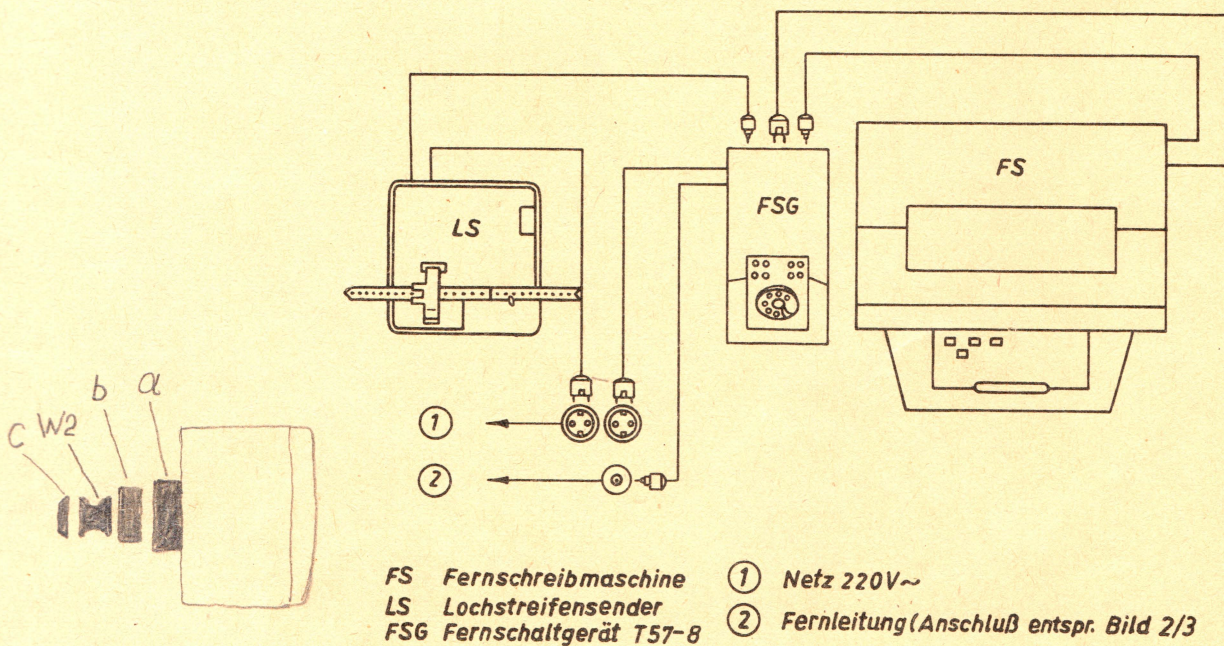 LS
FSG
FS
1
2
a
b
W2
C
FS Fernschreibmaschine
LS Lochstreifensender
FSG Fernschaltgerät T57-8
1 Netz 220V~
2 Fernleitung (Anschluß entspr. Bild 2/3